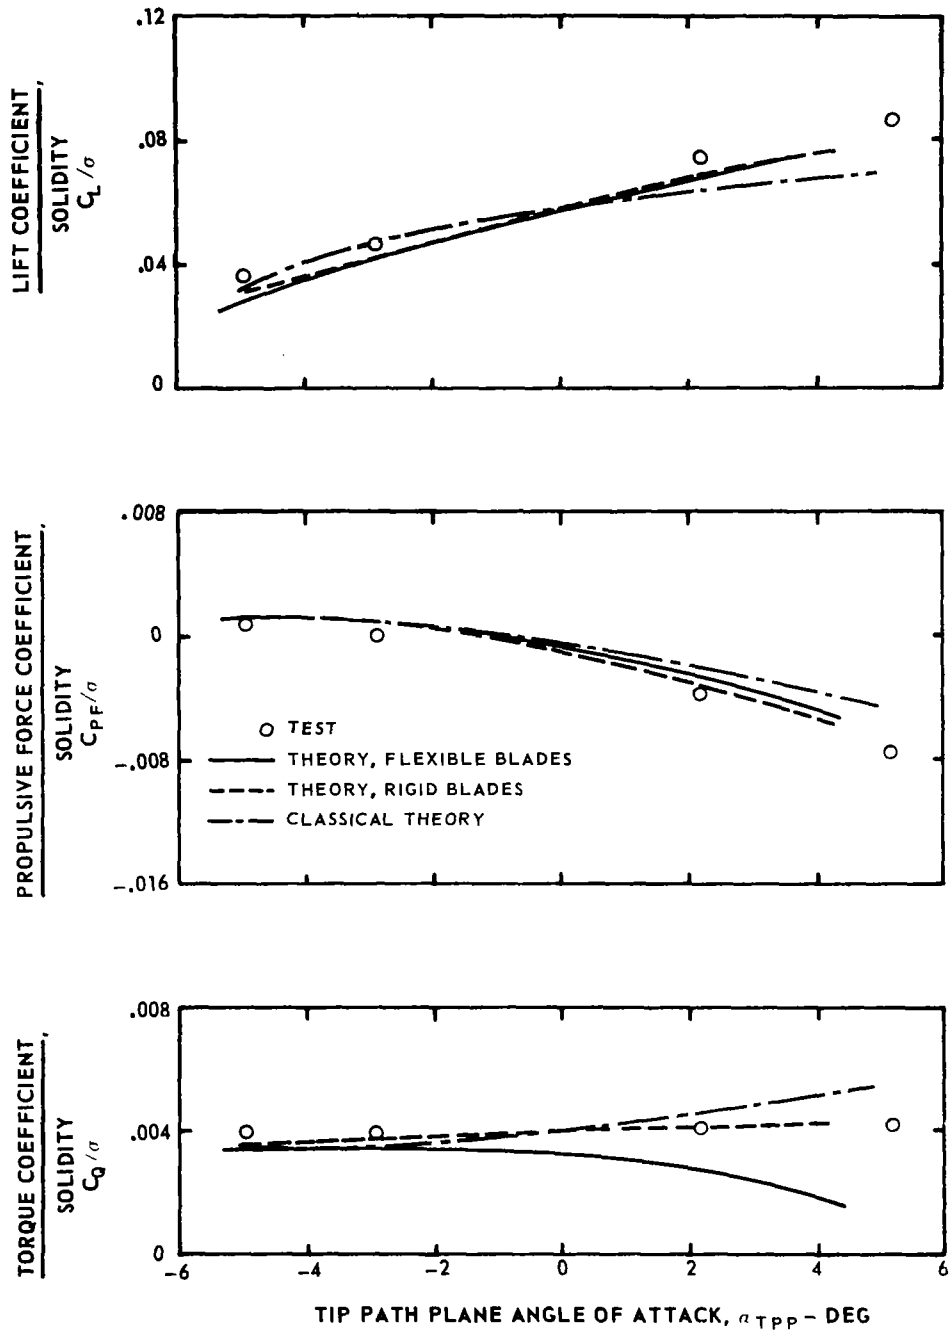 .12
.08
.04
0
LIFT COEFFICIENT,
SOLIDITY
C_L/σ
.008
0
-.008
-.016
PROPULSIVE FORCE COEFFICIENT,
SOLIDITY
C_PF/σ
TEST
THEORY, FLEXIBLE BLADES
THEORY, RIGID BLADES
CLASSICAL THEORY
.008
.004
0
TORQUE COEFFICIENT,
SOLIDITY
C_Q/σ
-6 -4 -2 0 2 4 6
TIP PATH PLANE ANGLE OF ATTACK, α_TPP - DEG